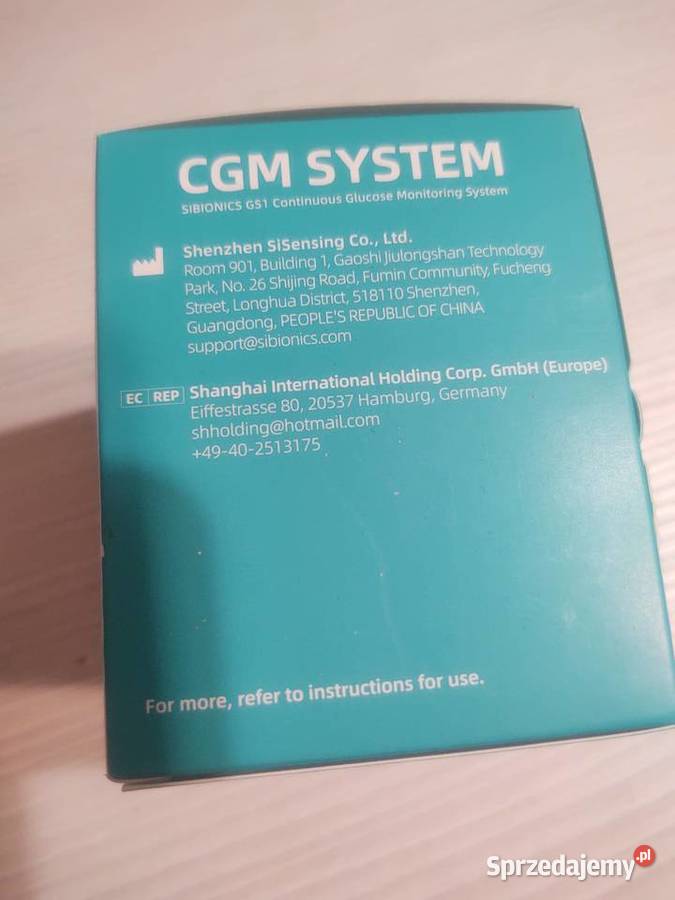 CGM SYSTEM
SIBIONICS GS1 Continuous Glucose Monitoring System
Shenzhen SiSensing Co., Ltd.
Room 901, Building 1, Gaoshi Jiulongshan Technology
Park, No. 26 Shijing Road, Fumin Community, Fucheng
Street, Longhua District, 518110 Shenzhen,
Guangdong, PEOPLE'S REPUBLIC OF CHINA
support@sibionics.com
EC REP Shanghai International Holding Corp. GmbH (Europe)
Eiffestrasse 80, 20537 Hamburg, Germany
shholding@hotmail.com
+49-40-2513175
For more, refer to instructions for use.
Sprzedajemy.pl